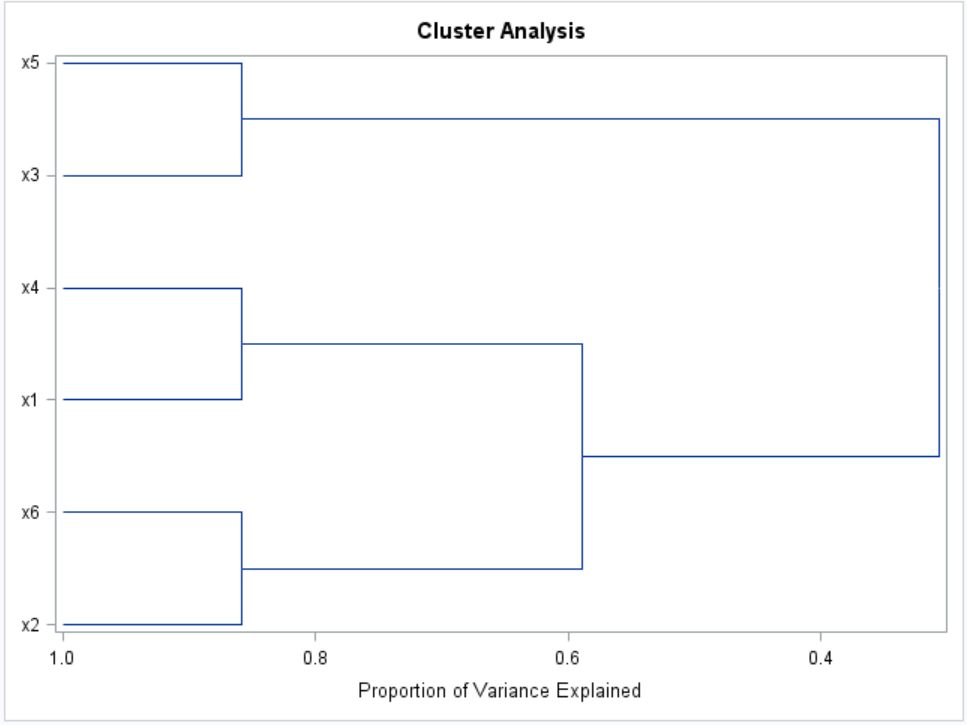 Cluster Analysis
x5
x3
x4
x1
x6
x2
1.0 0.8 0.6 0.4
Proportion of Variance Explained